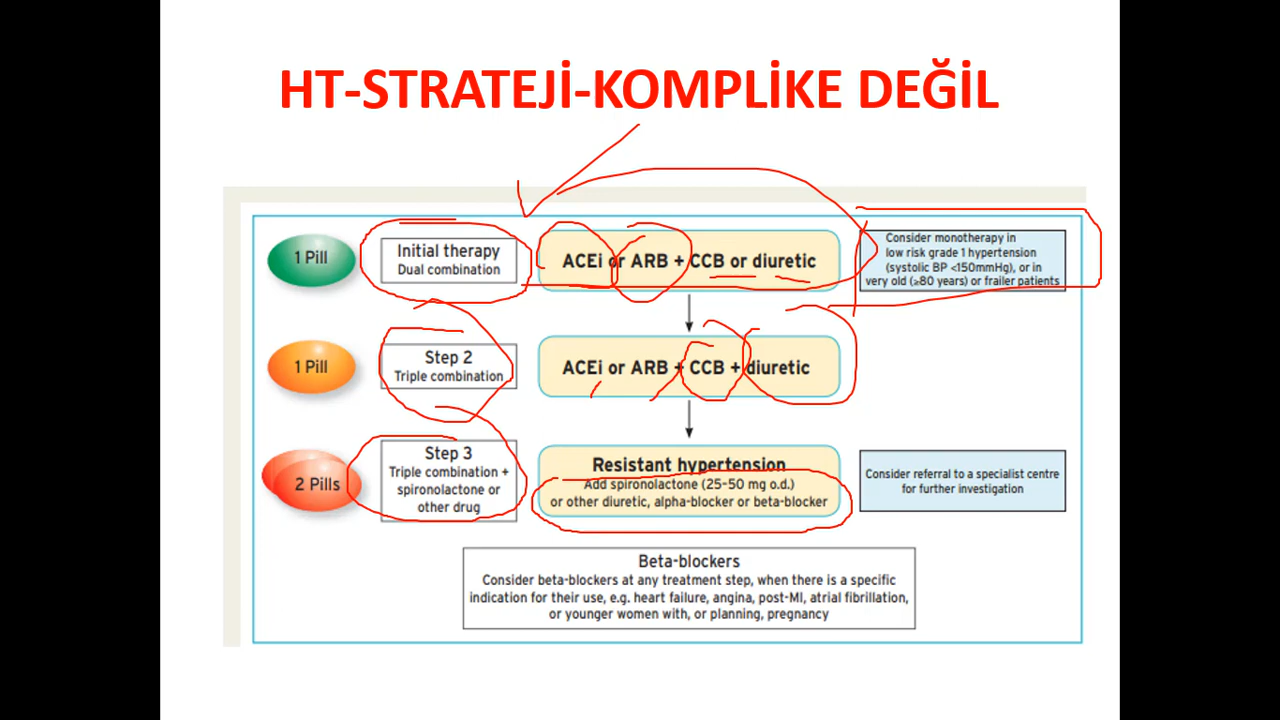 HT-STRATEJİ-KOMPLİKE DEĞİL
1 Pill
Initial therapy
Dual combination
ACEi or ARB + CCB or diuretic
Consider monotherapy in
low risk grade 1 hypertension
(systolic BP <150mmHg), or in
very old (≥80 years) or frailer patients
1 Pill
Step 2
Triple combination
ACEi or ARB + CCB + diuretic
2 Pills
Step 3
Triple combination +
spironolactone or
other drug
Resistant hypertension
Add spironolactone (25–50 mg o.d.)
or other diuretic, alpha-blocker or beta-blocker
Consider referral to a specialist centre
for further investigation
Beta-blockers
Consider beta-blockers at any treatment step, when there is a specific
indication for their use, e.g. heart failure, angina, post-MI, atrial fibrillation,
or younger women with, or planning, pregnancy